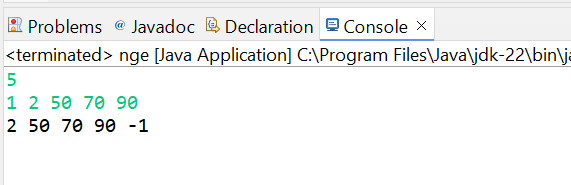 Problems @ Javadoc Declaration Console
<terminated> nge [Java Application] C:\Program Files\Java\jdk-22\bin\
5
1 2 50 70 90
2 50 70 90 -1